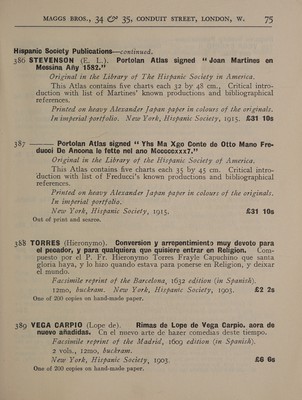 MAGGS BROS., 34 & 35, CONDUIT STREET, LONDON, W. 75
Hispanic Society Publications—continued.
386 STEVENSON (E. L.). Portolan Atlas signed "Joan Martines en
Messina Añy 1582."
Original in the Library of The Hispanic Society in America.
This Atlas contains five charts each 32 by 48 cm., Critical intro-
duction with list of Martines' known productions and bibliographical
references.
Printed on heavy Alexander Japan paper in colours of the originals.
In imperial portfolio. New York, Hispanic Society, 1915. £31 10s
387 ——— Portolan Atlas signed "Yhs Ma Xgo Conte de Otto Mano Fre-
ducci De Ancona lo fette nel ano Mccccxxx7."
Original in the Library of the Hispanic Society of America.
This Atlas contains five charts each 35 by 45 cm. Critical intro-
duction with list of Freducci's known productions and bibliographical
references.
Printed on heavy Alexander Japan paper in colours of the originals.
In imperial portfolio.
New York, Hispanic Society, 1915. £31 10s
Out of print and scarce.
388 TORRES (Hieronymo). Conversion y arrepentimiento muy devoto para
el pecador, y para qualquiera que quisiere entrar en Religion. Com-
puesto por el P. Fr. Hieronymo Torres Frayle Capuchino que santa
gloria haya, y lo hizo quando estava para ponerse en Religion, y deixar
el mundo.
Facsimile reprint of the Barcelona, 1632 edition (in Spanish).
12mo, buckram. New York, Hispanic Society, 1903. £2 2s
One of 200 copies on hand-made paper.
389 VEGA CARPIO (Lope de). Rimas de Lope de Vega Carpio. aora de
nuevo añadidas. Cn el nuevo arte de hazer comedias deste tiempo.
Facsimile reprint of the Madrid, 1609 edition (in Spanish).
2 vols., 12mo, buckram.
New York, Hispanic Society, 1903. £6 6s
One of 200 copies on hand-made paper.